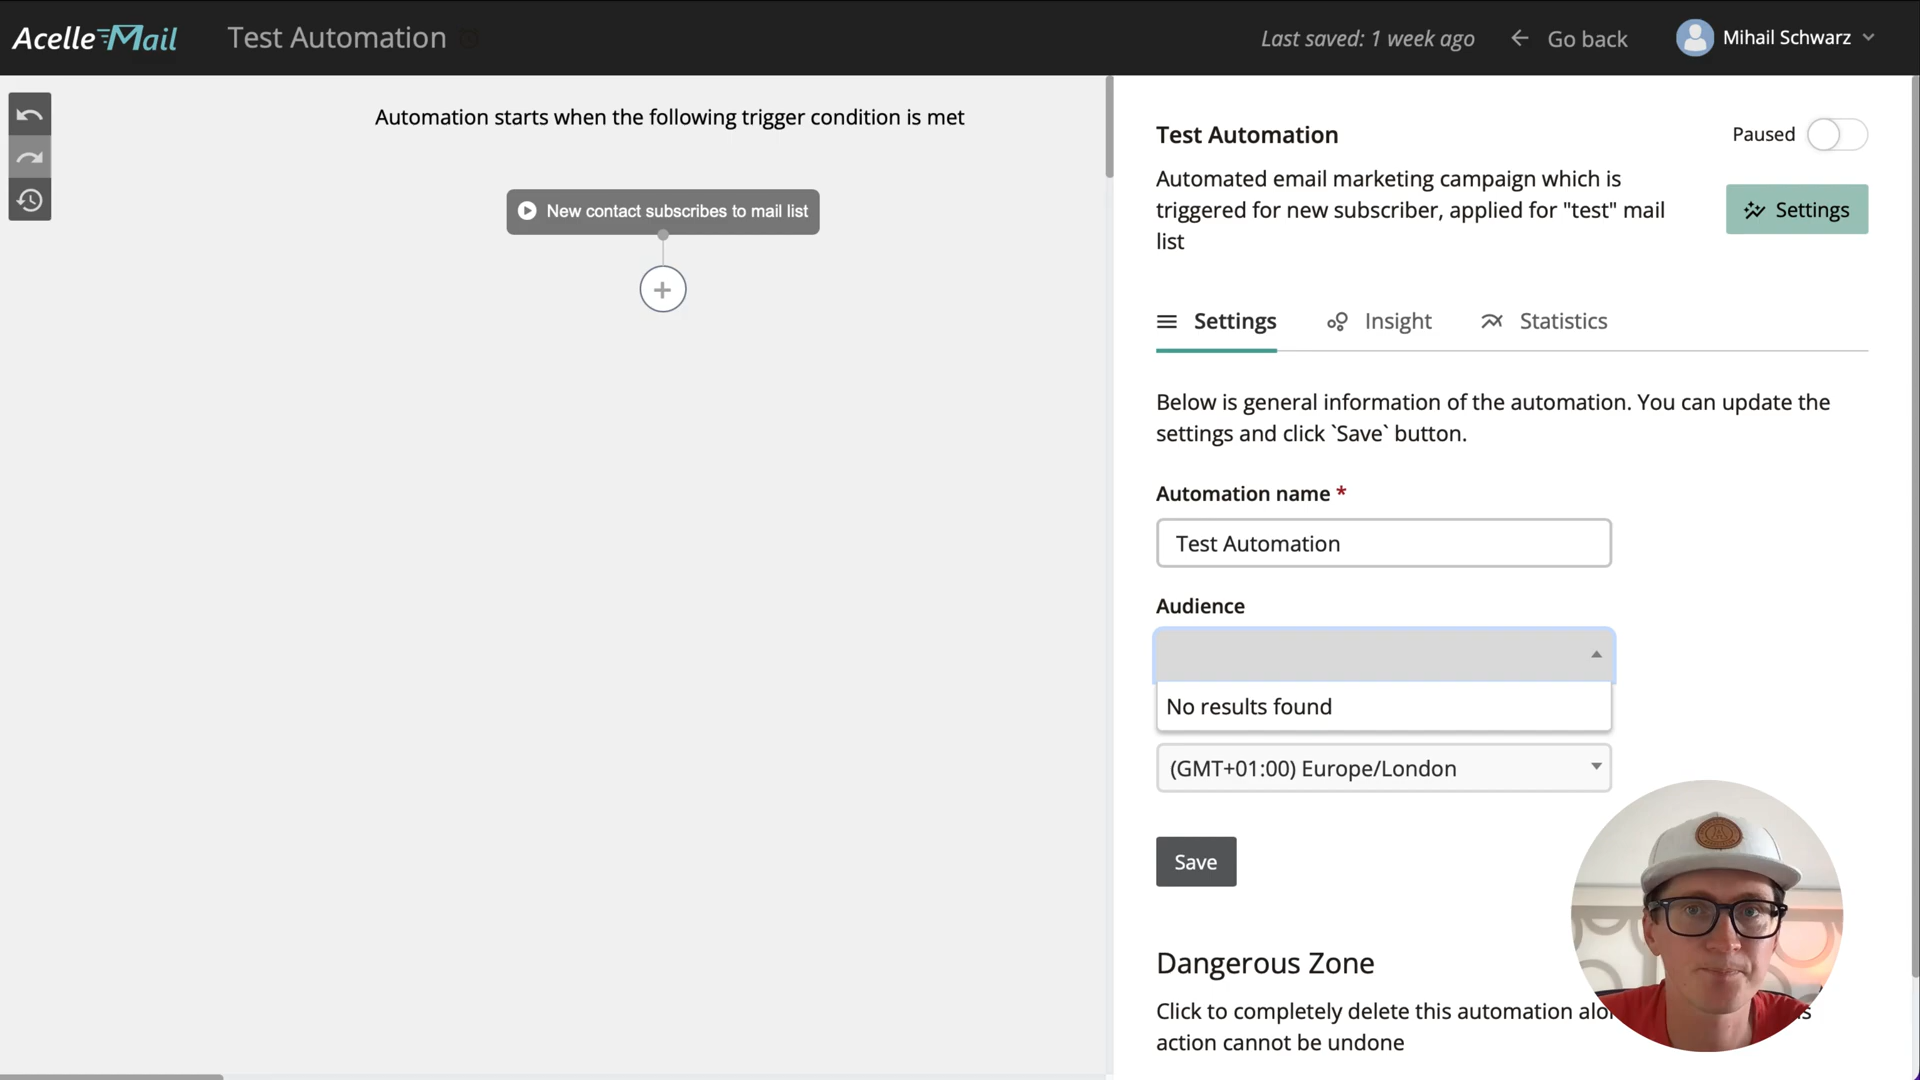 AcelleMail
Test Automation
Last saved: 1 week ago
Go back
Mihail Schwarz
Automation starts when the following trigger condition is met
New contact subscribes to mail list
Test Automation
Paused
Automated email marketing campaign which is
triggered for new subscriber, applied for "test" mail
list
Settings
Settings
Insight
Statistics
Below is general information of the automation. You can update the
settings and click `Save` button.
Automation name *
Test Automation
Audience
No results found
(GMT+01:00) Europe/London
Save
Dangerous Zone
Click to completely delete this automation
action cannot be undone